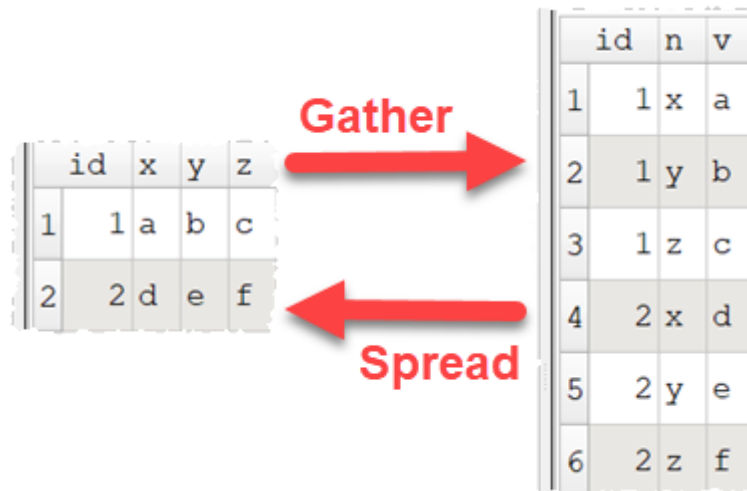 Gather
id x y z
1 1 a b c
2 2 d e f
Spread
id n v
1 1 x a
2 1 y b
3 1 z c
4 2 x d
5 2 y e
6 2 z f